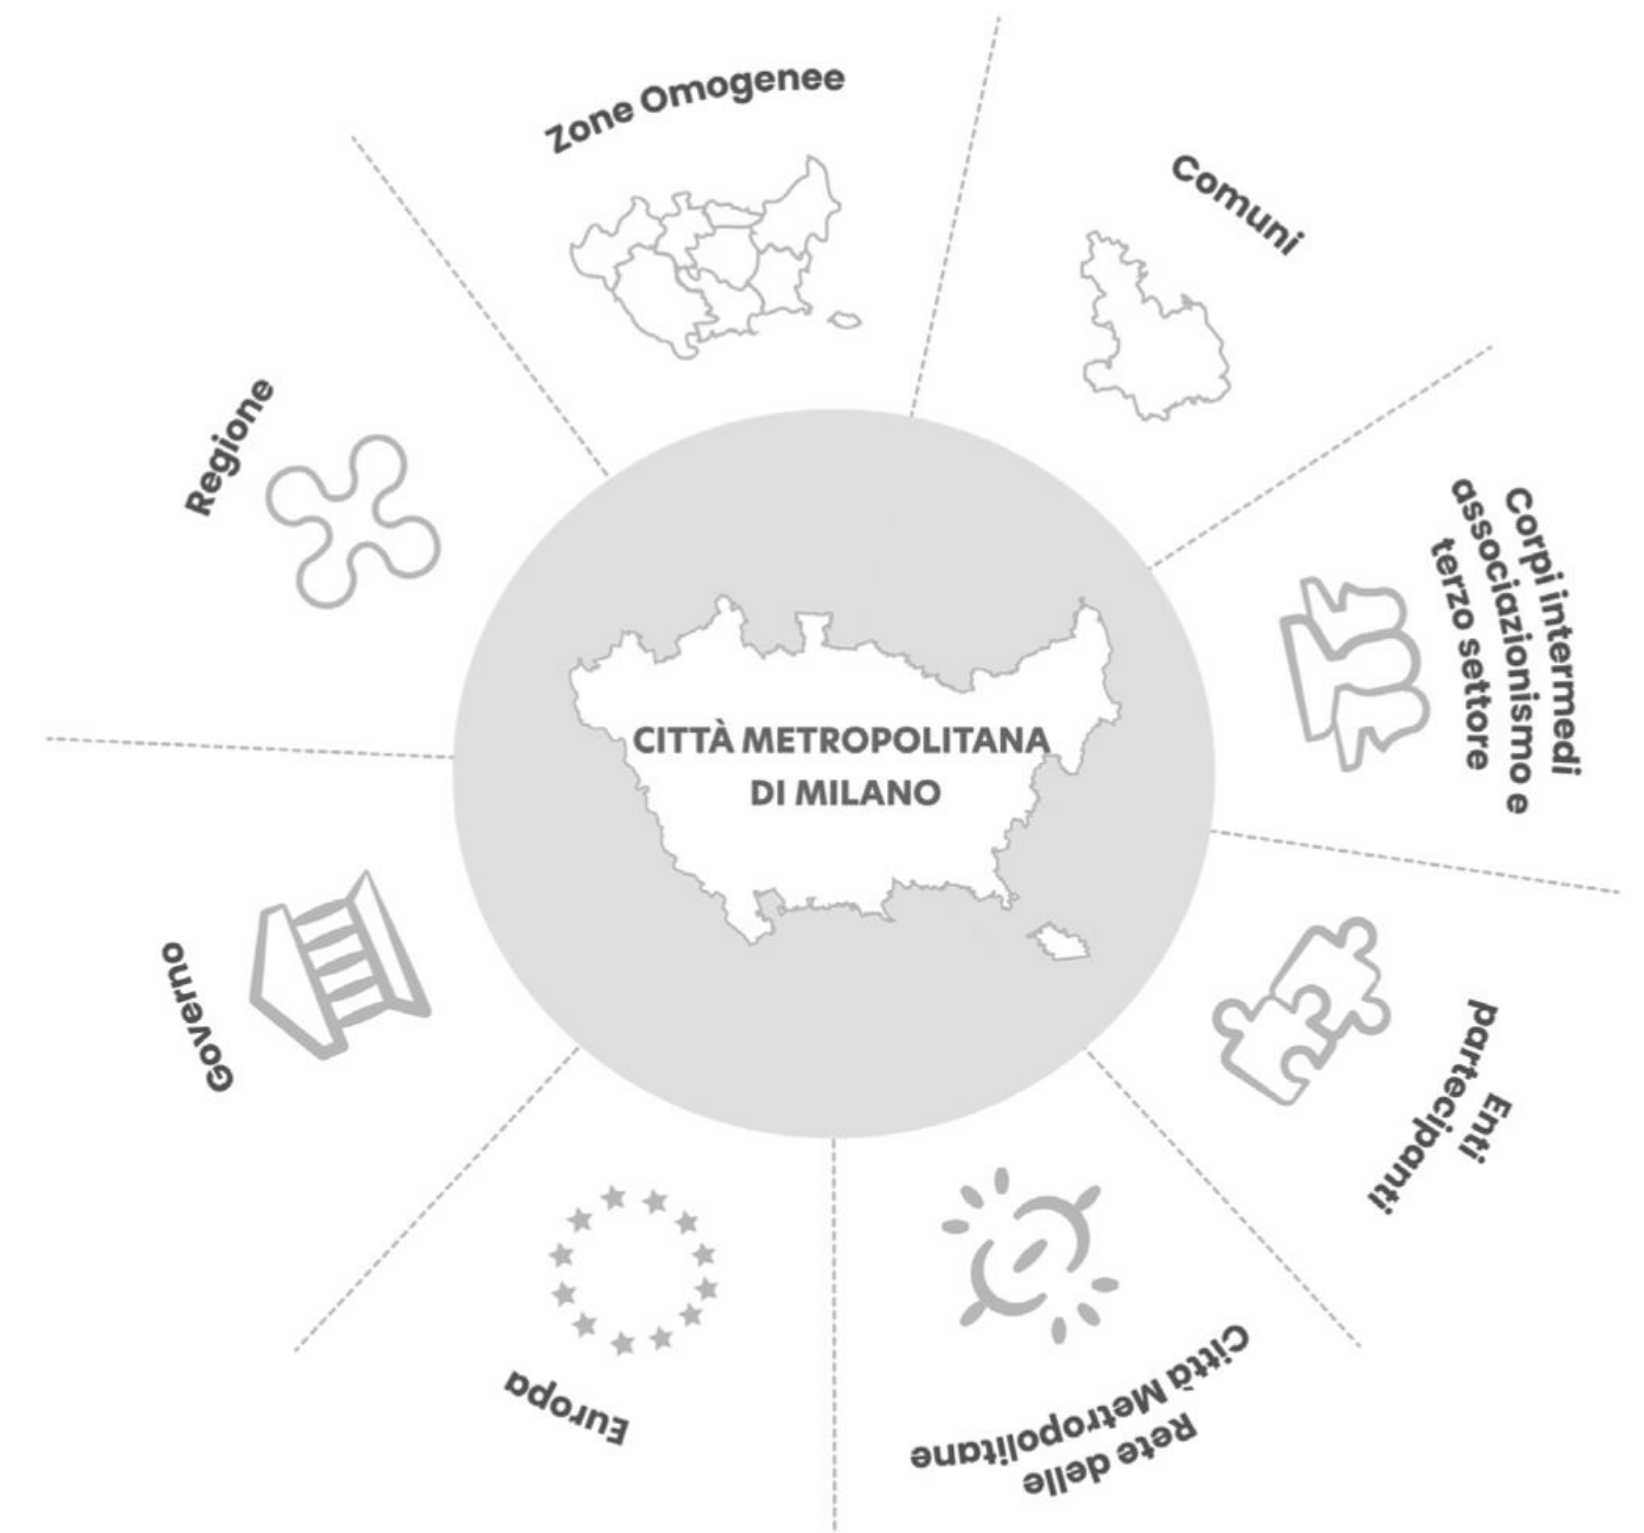 Zone Omogenee
Comuni
Corpi intermedi
associazionismo e
terzo settore
Enti
partecipanti
Rete delle
Città Metropolitane
Europa
Governo
Regione
CITTÀ METROPOLITANA
DI MILANO